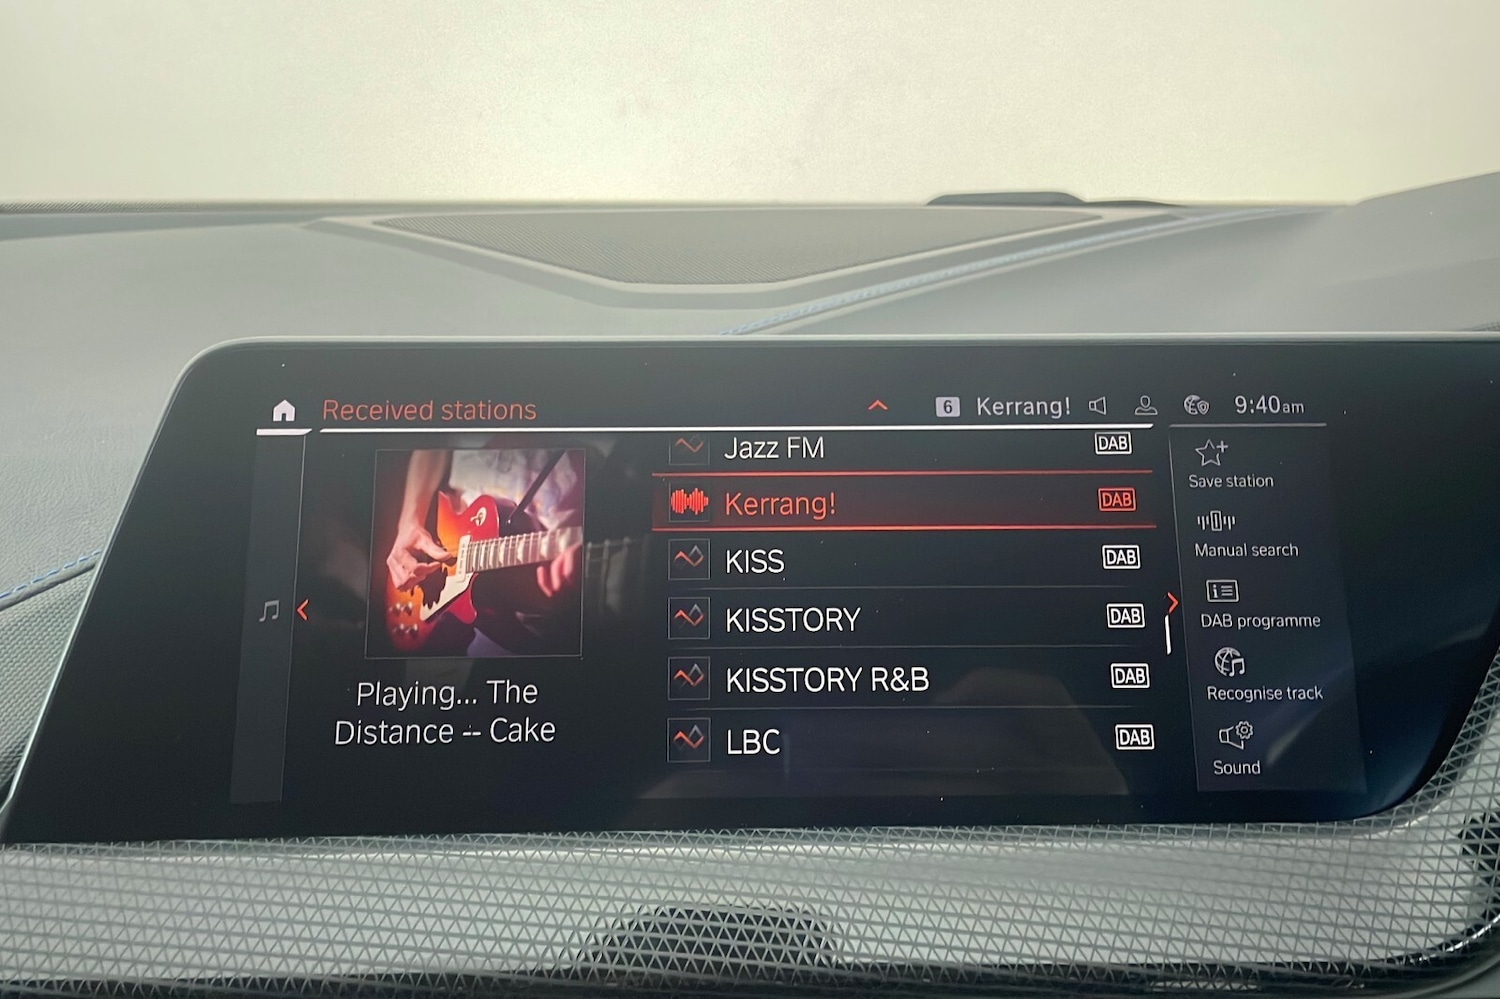 Received stations
6 Kerrang! 9:40am
Jazz FM DAB
Kerrang! DAB
KISS DAB
KISSTORY DAB
KISSTORY R&B DAB
LBC DAB
Playing... The
Distance -- Cake
Save station
Manual search
DAB programme
Recognise track
Sound